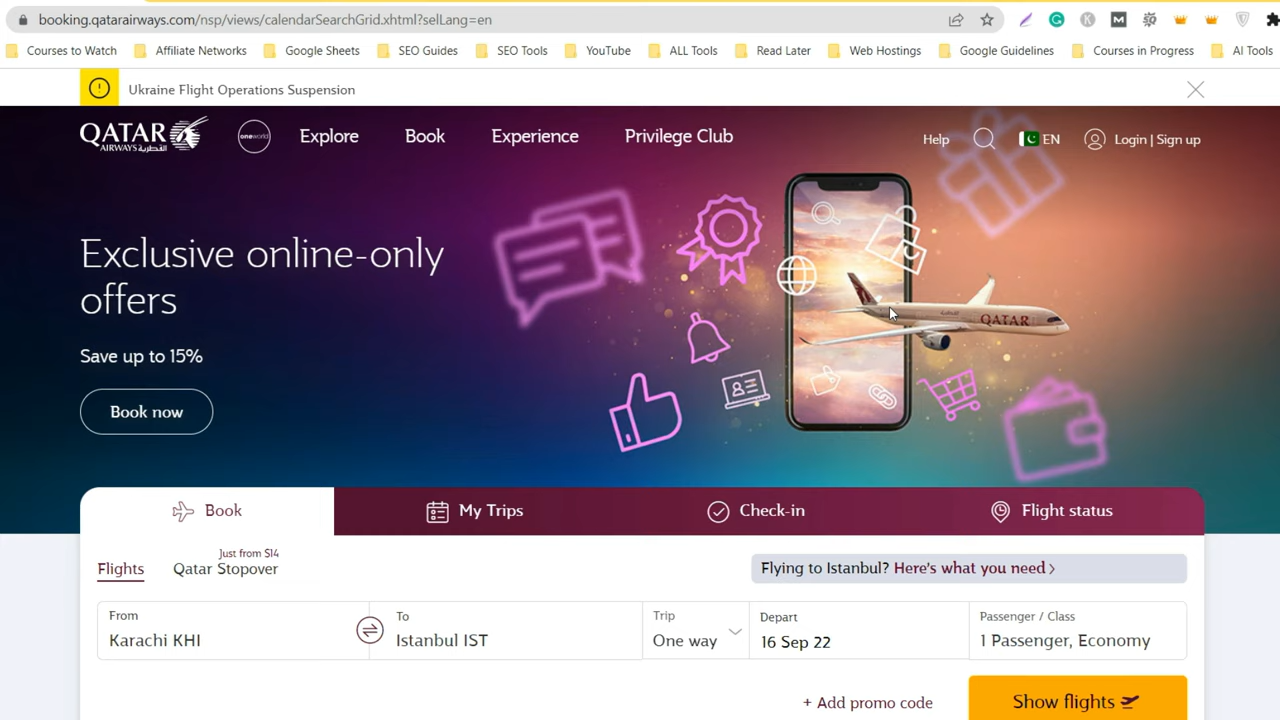 booking.qatarairways.com/nsp/views/calendarSearchGrid.xhtml?selLang=en
Courses to Watch
Affiliate Networks
Google Sheets
SEO Guides
SEO Tools
YouTube
ALL Tools
Read Later
Web Hostings
Google Guidelines
Courses in Progress
AI Tools
Ukraine Flight Operations Suspension
QATAR
AIRWAYS القطرية
oneworld
Explore
Book
Experience
Privilege Club
Help
EN
Login | Sign up
Exclusive online-only
offers
Save up to 15%
Book now
QATAR
Book
My Trips
Check-in
Flight status
Just from $14
Flights
Qatar Stopover
Flying to Istanbul? Here's what you need >
From
To
Trip
Depart
Passenger / Class
Karachi KHI
Istanbul IST
One way
16 Sep 22
1 Passenger, Economy
+ Add promo code
Show flights